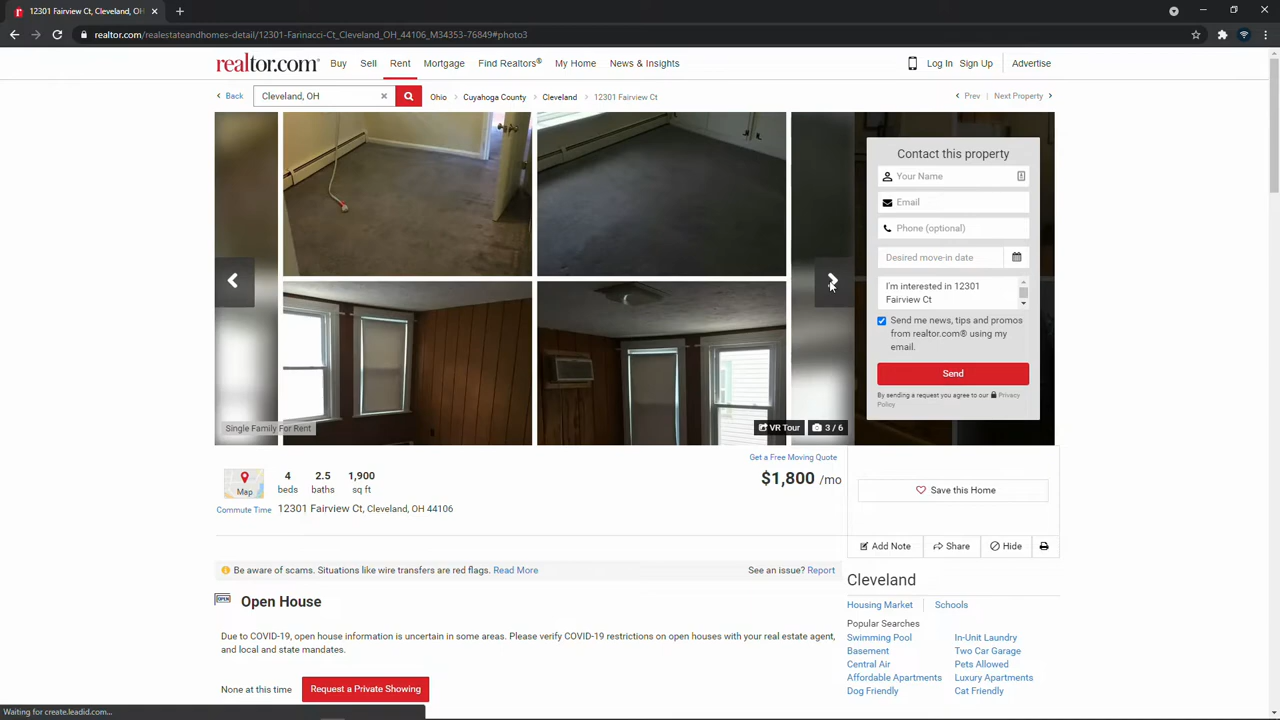 12301 Fairview Ct, Cleveland, OH
realtor.com/realestateandhomes-detail/12301-Farinacci-Ct_Cleveland_OH_44106_M34353-76849#photo3
realtor.com®
Buy Sell Rent Mortgage Find Realtors® My Home News & Insights
Log In Sign Up Advertise
Back
Cleveland, OH
Ohio Cuyahoga County Cleveland 12301 Fairview Ct
Prev Next Property
Contact this property
Your Name
Email
Phone (optional)
Desired move-in date
I'm interested in 12301
Fairview Ct
Send me news, tips and promos
from realtor.com® using my
email.
Send
By sending a request you agree to our Privacy
Policy
Single Family For Rent
VR Tour 3 / 6
Get a Free Moving Quote
Map
4 2.5 1,900
beds baths sq ft
$1,800 /mo
Commute Time
12301 Fairview Ct, Cleveland, OH 44106
Save this Home
Add Note Share Hide
Be aware of scams. Situations like wire transfers are red flags. Read More
See an issue? Report
OPEN
Open House
Due to COVID-19, open house information is uncertain in some areas. Please verify COVID-19 restrictions on open houses with your real estate agent,
and local and state mandates.
None at this time Request a Private Showing
Cleveland
Housing Market Schools
Popular Searches
Swimming Pool In-Unit Laundry
Basement Two Car Garage
Central Air Pets Allowed
Affordable Apartments Luxury Apartments
Dog Friendly Cat Friendly
Waiting for create.leadid.com...